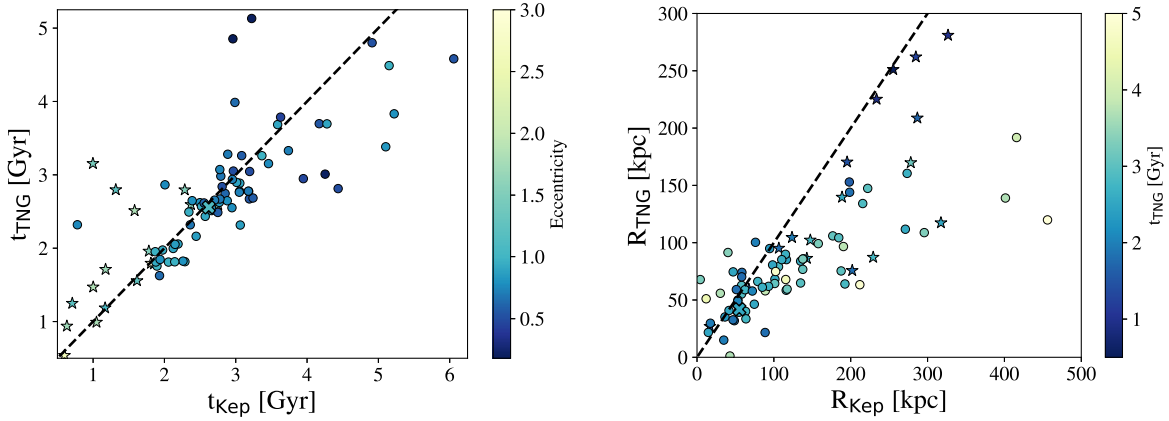 5
4
3
2
1
t_TNG [Gyr]
1 2 3 4 5 6
t_Kep [Gyr]
3.0
2.5
2.0
1.5
1.0
0.5
Eccentricity
300
250
200
150
100
50
0
R_TNG [kpc]
0 100 200 300 400 500
R_Kep [kpc]
5
4
3
2
1
t_TNG [Gyr]